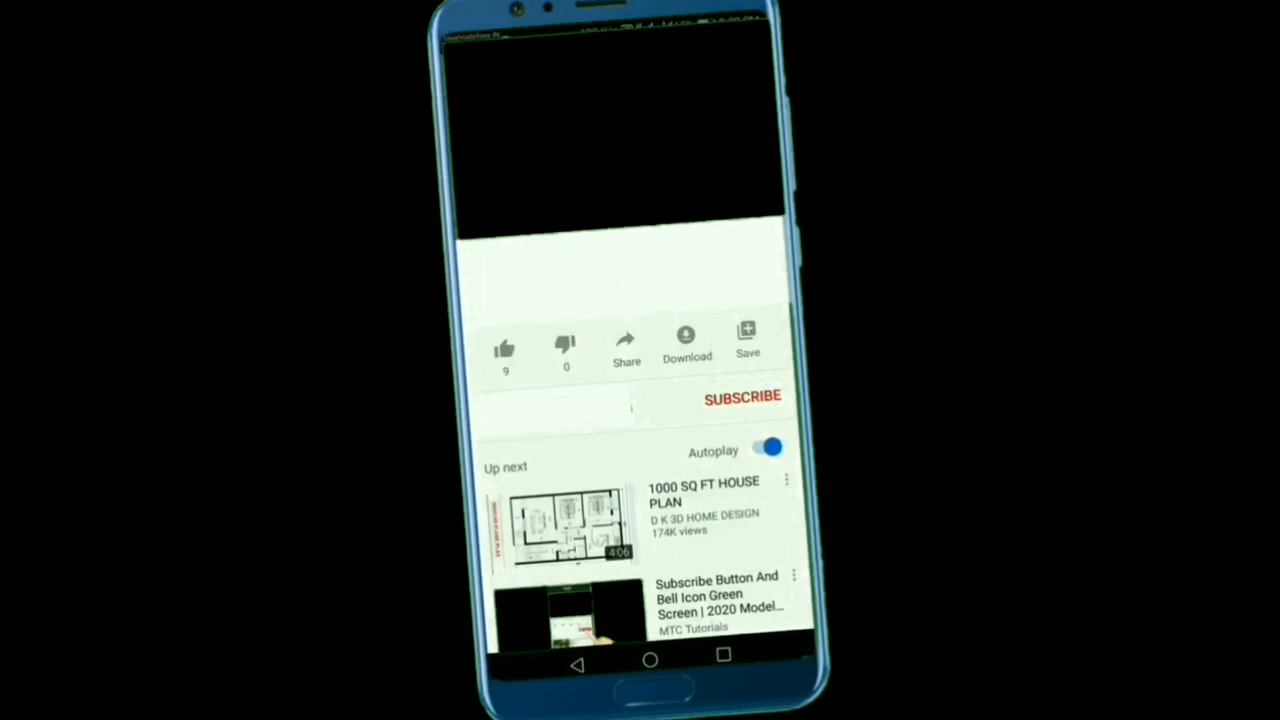 9
0
Share
Download
Save
SUBSCRIBE
Up next
Autoplay
1000 SQ FT HOUSE
PLAN
D K 3D HOME DESIGN
174K views
4:06
Subscribe Button And
Bell Icon Green
Screen | 2020 Model...
MTC Tutorials